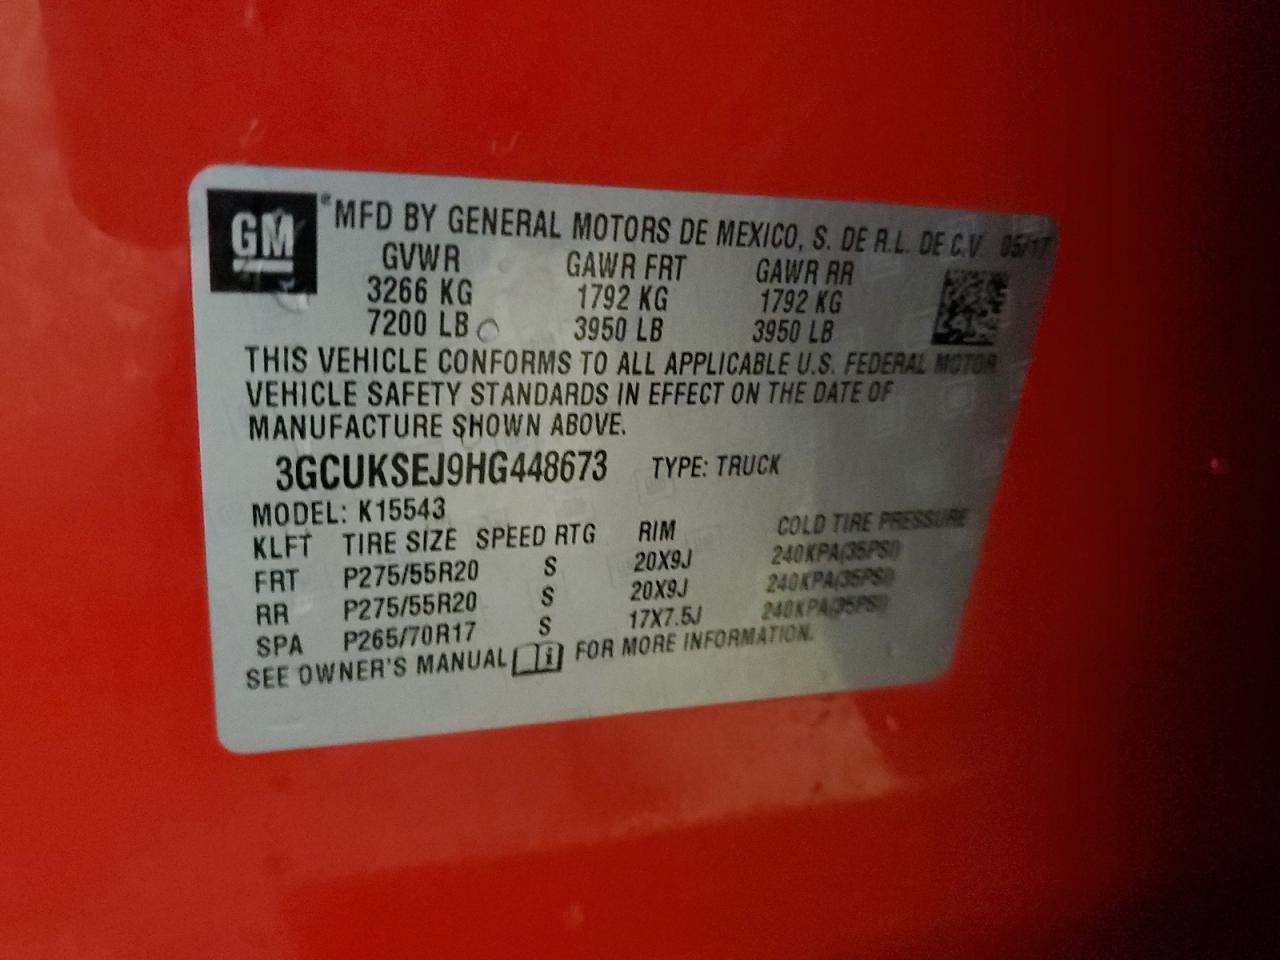 GM ® MFD BY GENERAL MOTORS DE MEXICO, S. DE R.L. DE C.V. 05/17
GVWR GAWR FRT GAWR RR
3266 KG 1792 KG 1792 KG
7200 LB 3950 LB 3950 LB
THIS VEHICLE CONFORMS TO ALL APPLICABLE U.S. FEDERAL MOTOR
VEHICLE SAFETY STANDARDS IN EFFECT ON THE DATE OF
MANUFACTURE SHOWN ABOVE.
3GCUKSEJ9HG448673 TYPE: TRUCK
MODEL: K15543
KLFT TIRE SIZE SPEED RTG RIM COLD TIRE PRESSURE
FRT P275/55R20 S 20X9J 240KPA(35PSI)
RR P275/55R20 S 20X9J 240KPA(35PSI)
SPA P265/70R17 S 17X7.5J 240KPA(35PSI)
SEE OWNER'S MANUAL FOR MORE INFORMATION.